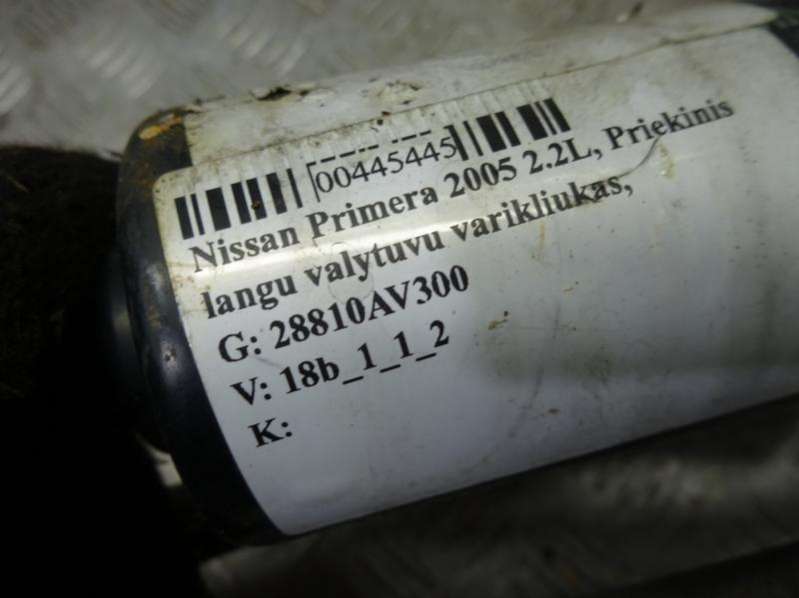 00445445
Nissan Primera 2005 2.2L, Priekinis
langu valytuvu varikliukas,
G: 28810AV300
V: 18b_1_1_2
K: